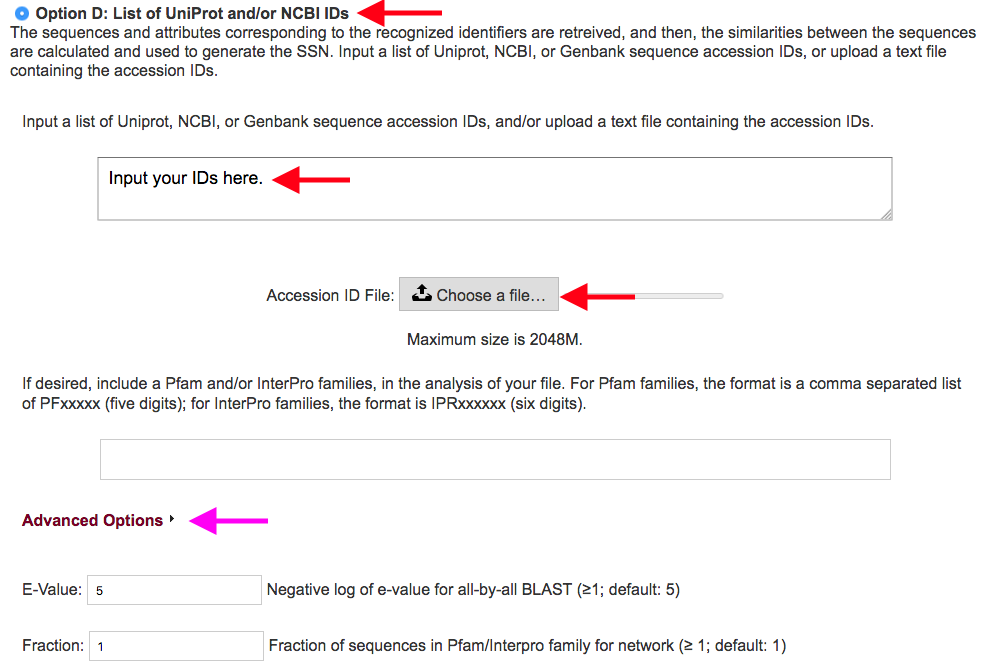 Option D: List of UniProt and/or NCBI IDs
The sequences and attributes corresponding to the recognized identifiers are retreived, and then, the similarities between the sequences
are calculated and used to generate the SSN. Input a list of Uniprot, NCBI, or Genbank sequence accession IDs, or upload a text file
containing the accession IDs.
Input a list of Uniprot, NCBI, or Genbank sequence accession IDs, and/or upload a text file containing the accession IDs.
Input your IDs here.
Accession ID File: Choose a file...
Maximum size is 2048M.
If desired, include a Pfam and/or InterPro families, in the analysis of your file. For Pfam families, the format is a comma separated list
of PFxxxxx (five digits); for InterPro families, the format is IPRxxxxxx (six digits).
Advanced Options
E-Value: 5 Negative log of e-value for all-by-all BLAST (≥1; default: 5)
Fraction: 1 Fraction of sequences in Pfam/Interpro family for network (≥ 1; default: 1)